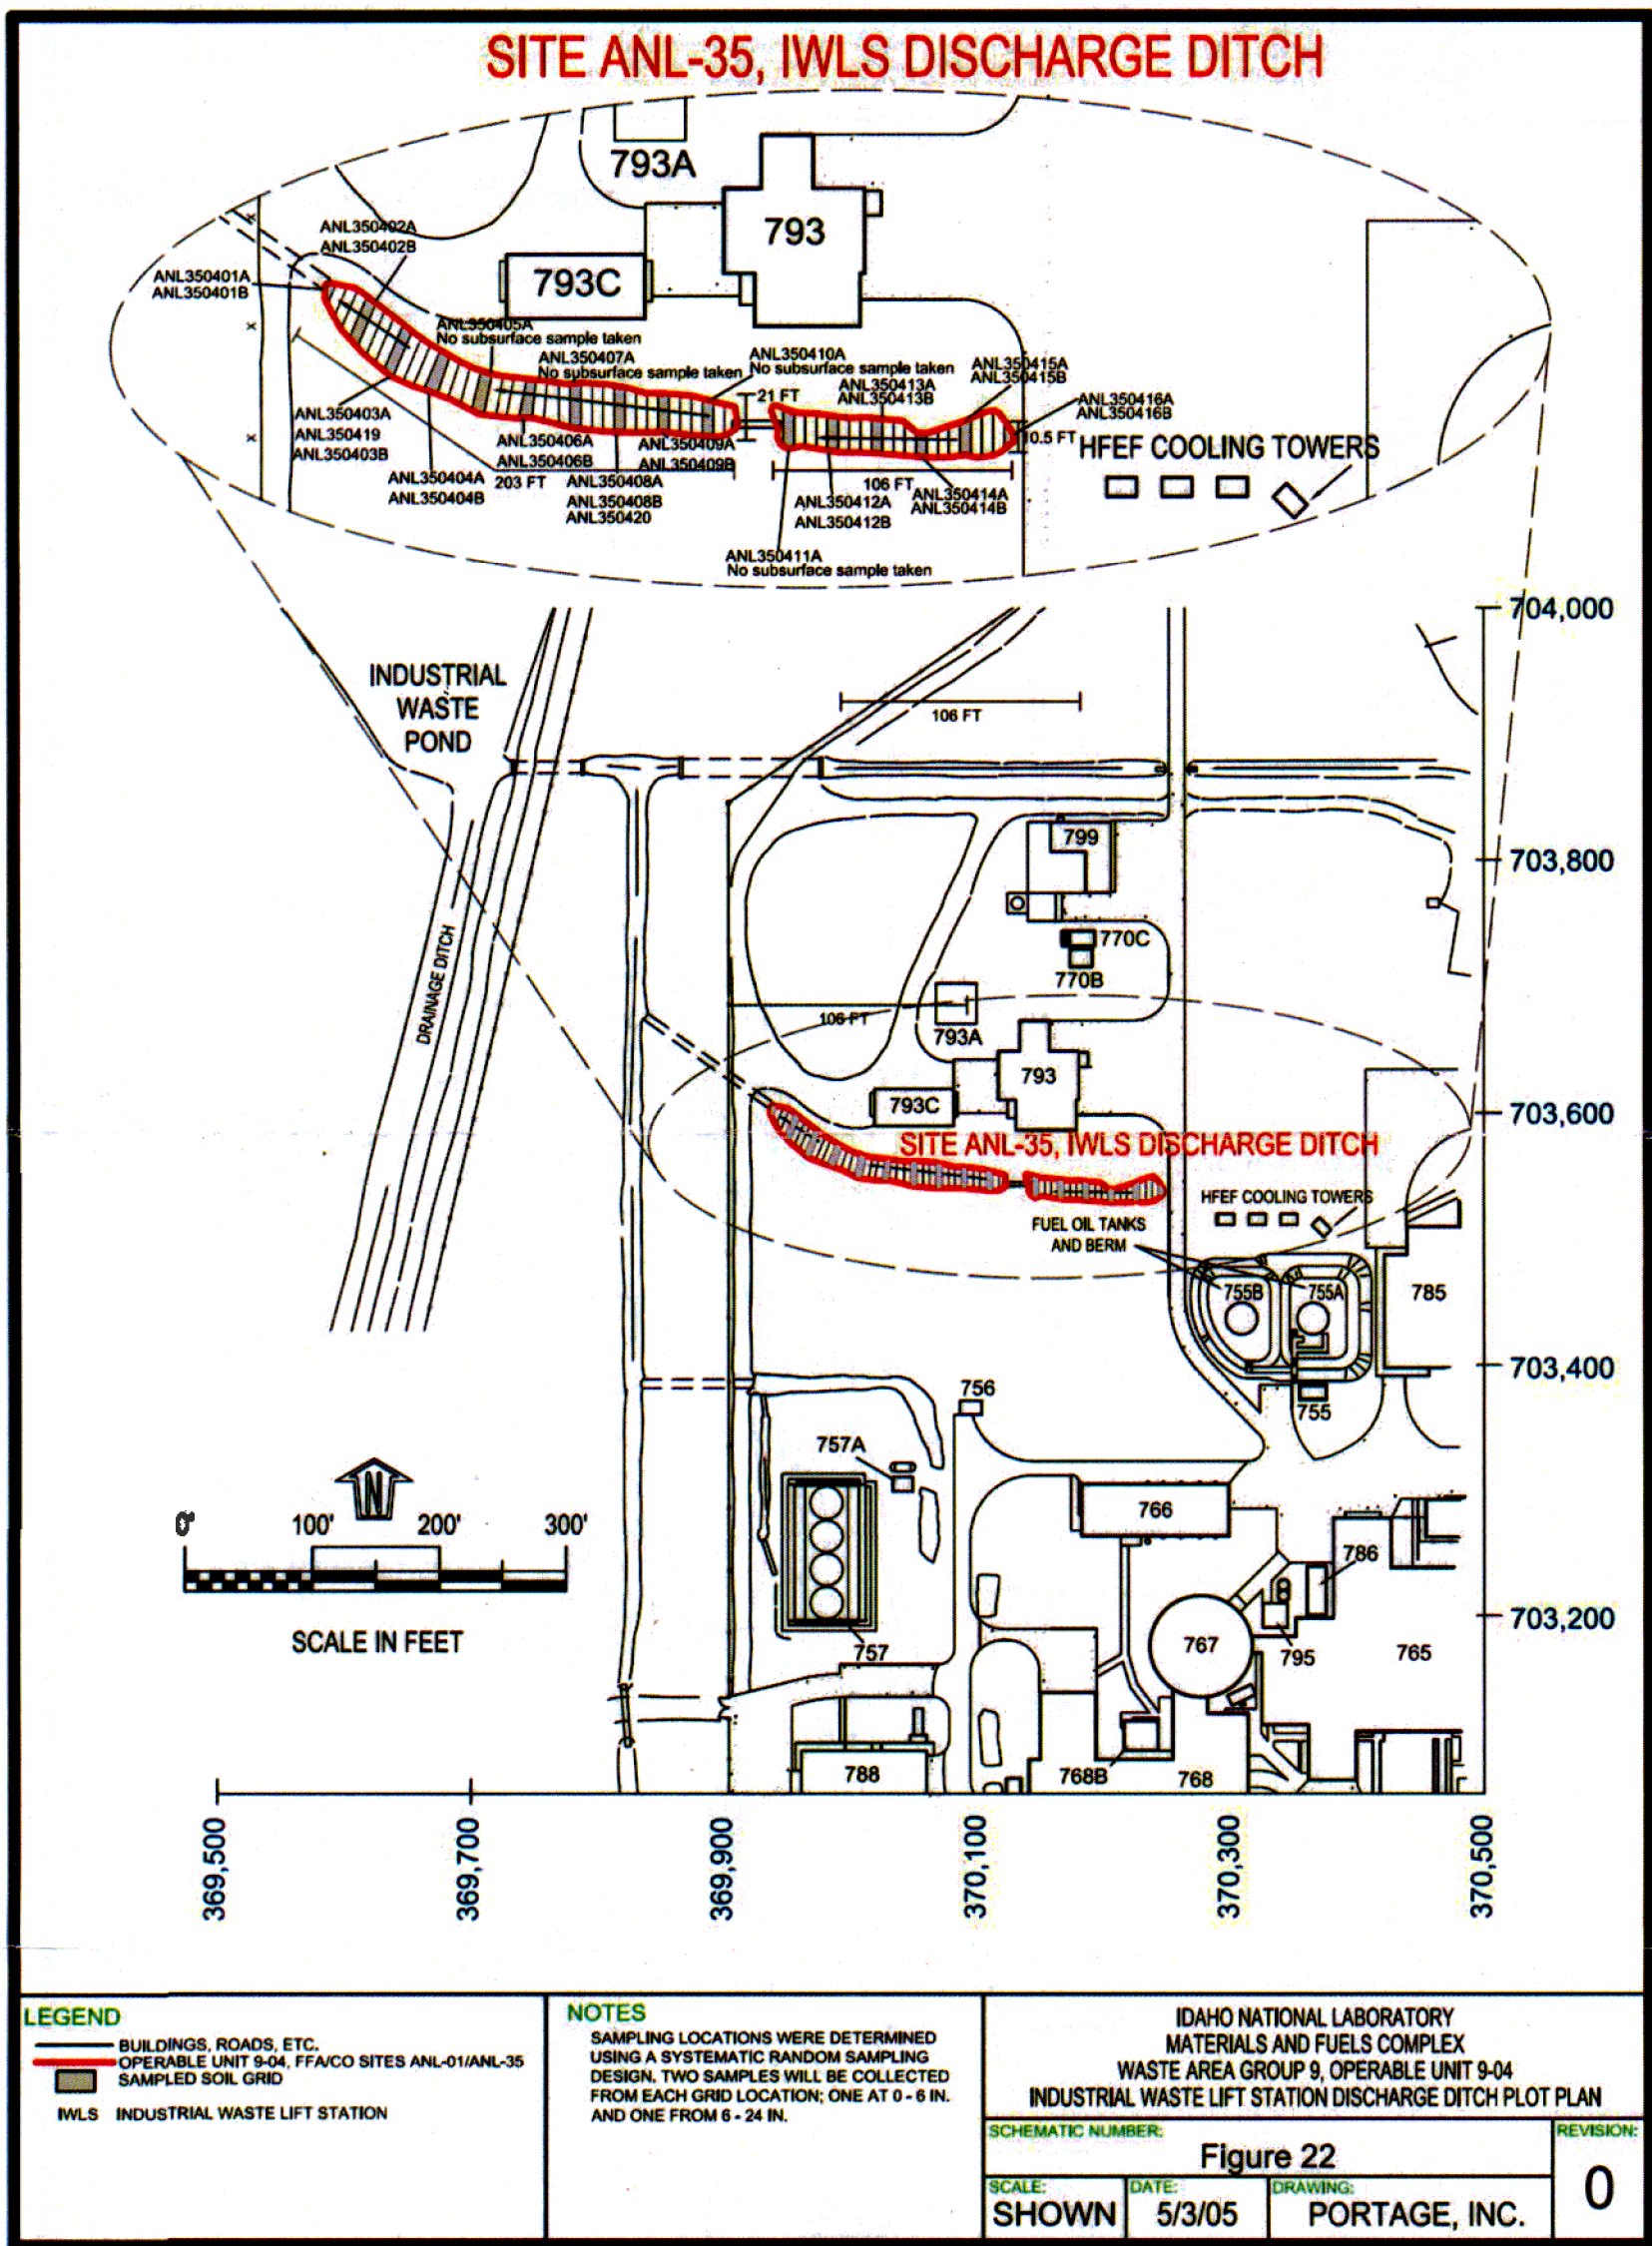 SITE ANL-35, IWLS DISCHARGE DITCH
793A
793
793C
ANL350402A
ANL350402B
ANL350401A
ANL350401B
ANL350405A
No subsurface sample taken
ANL350407A
No subsurface sample taken
ANL350410A
No subsurface sample taken
ANL350415A
ANL350415B
ANL350413A
ANL350413B
21 FT
ANL350416A
ANL350416B
10.5 FT
HFEF COOLING TOWERS
ANL350403A
ANL350419
ANL350403B
ANL350406A
ANL350406B
ANL350409A
ANL350409B
ANL350404A
ANL350404B
203 FT
ANL350408A
ANL350408B
ANL350420
106 FT
ANL350412A
ANL350412B
ANL350414A
ANL350414B
ANL350411A
No subsurface sample taken
704,000
INDUSTRIAL
WASTE
POND
106 FT
799
703,800
DRAINAGE DITCH
770C
770B
106 FT
793A
793
793C
703,600
SITE ANL-35, IWLS DISCHARGE DITCH
HFEF COOLING TOWERS
FUEL OIL TANKS
AND BERM
755B
755A
785
703,400
756
755
757A
766
N
0'
100'
200'
300'
SCALE IN FEET
786
703,200
757
767
795
765
788
768B
768
369,500
369,700
369,900
370,100
370,300
370,500
LEGEND
BUILDINGS, ROADS, ETC.
OPERABLE UNIT 9-04, FFA/CO SITES ANL-01/ANL-35
SAMPLED SOIL GRID
IWLS INDUSTRIAL WASTE LIFT STATION
NOTES
SAMPLING LOCATIONS WERE DETERMINED
USING A SYSTEMATIC RANDOM SAMPLING
DESIGN. TWO SAMPLES WILL BE COLLECTED
FROM EACH GRID LOCATION; ONE AT 0 - 6 IN.
AND ONE FROM 6 - 24 IN.
IDAHO NATIONAL LABORATORY
MATERIALS AND FUELS COMPLEX
WASTE AREA GROUP 9, OPERABLE UNIT 9-04
INDUSTRIAL WASTE LIFT STATION DISCHARGE DITCH PLOT PLAN
SCHEMATIC NUMBER:
Figure 22
REVISION:
0
SCALE:
SHOWN
DATE:
5/3/05
DRAWING:
PORTAGE, INC.